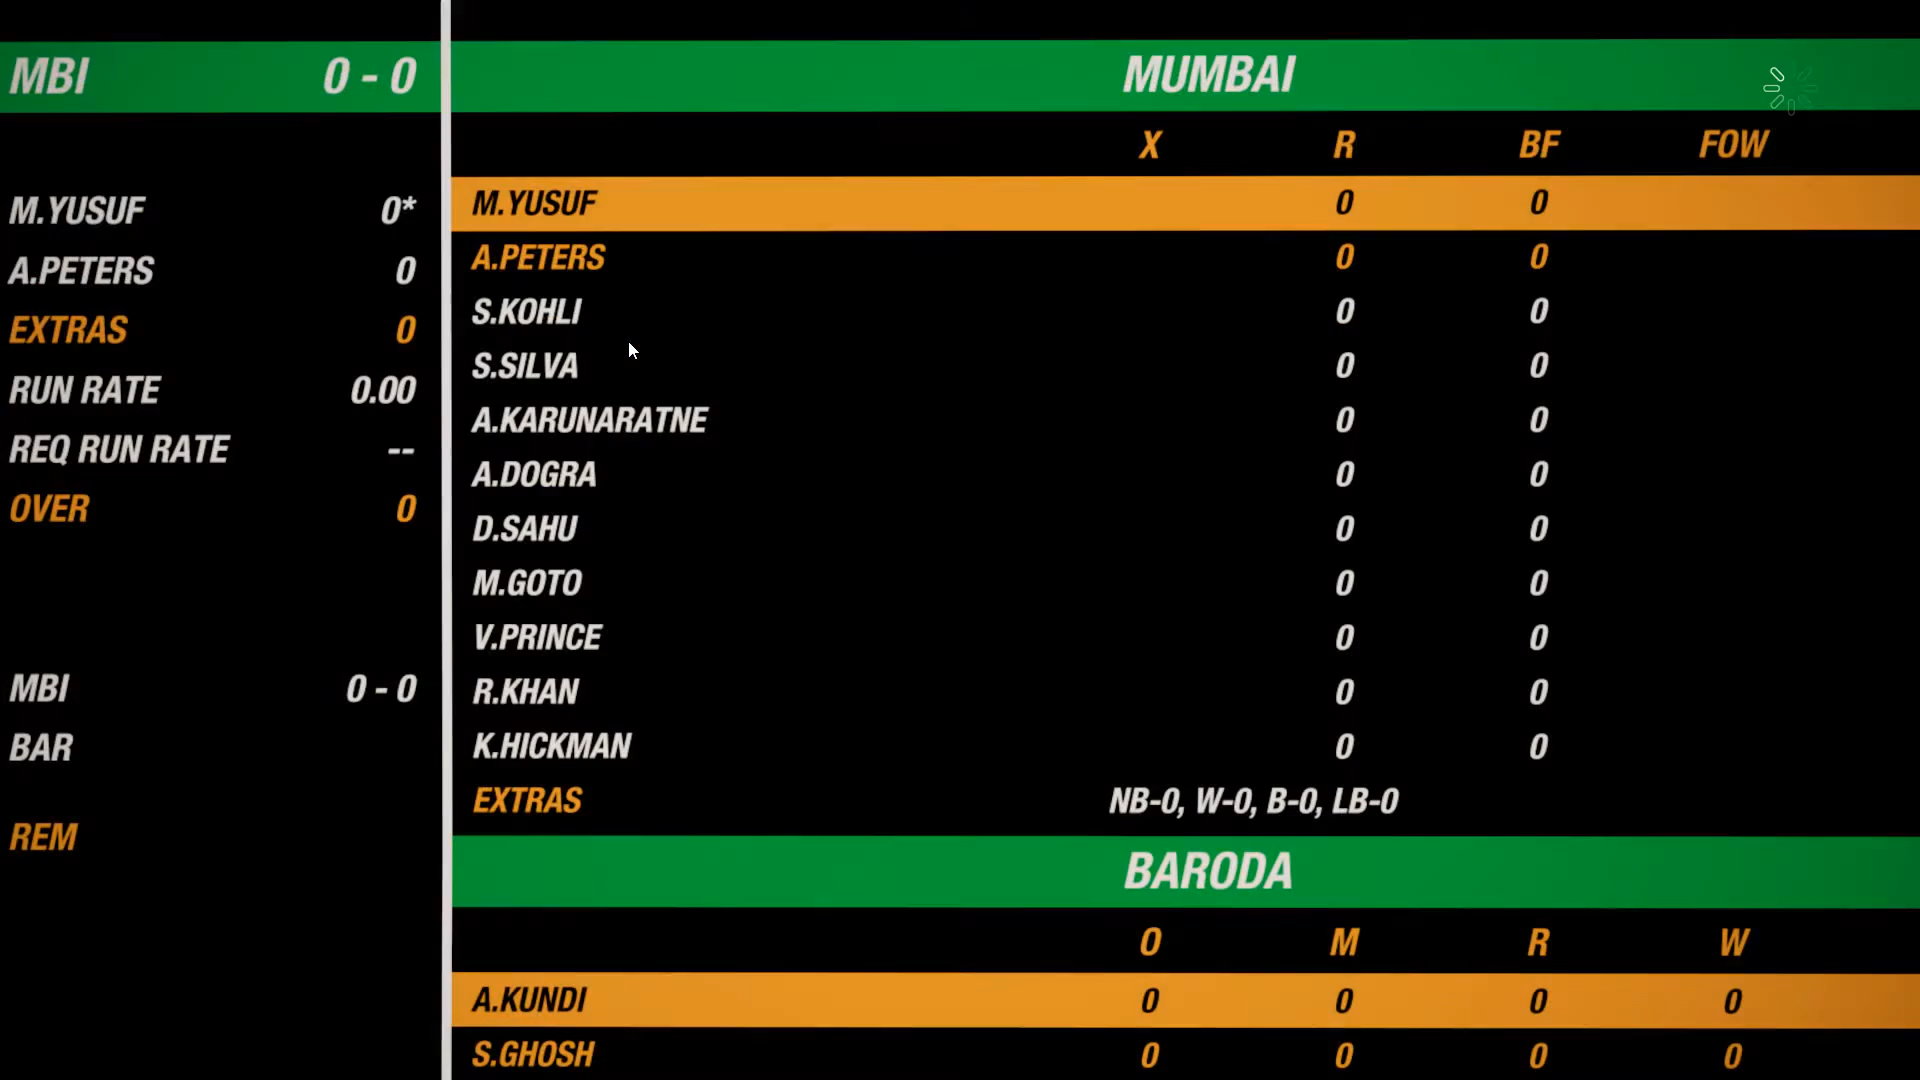 MBI 0 - 0
M.YUSUF 0*
A.PETERS 0
EXTRAS 0
RUN RATE 0.00
REQ RUN RATE --
OVER 0
MBI 0 - 0
BAR
REM
MUMBAI
X R BF FOW
M.YUSUF 0 0
A.PETERS 0 0
S.KOHLI 0 0
S.SILVA 0 0
A.KARUNARATNE 0 0
A.DOGRA 0 0
D.SAHU 0 0
M.GOTO 0 0
V.PRINCE 0 0
R.KHAN 0 0
K.HICKMAN 0 0
EXTRAS NB-0, W-0, B-0, LB-0
BARODA
O M R W
A.KUNDI 0 0 0 0
S.GHOSH 0 0 0 0